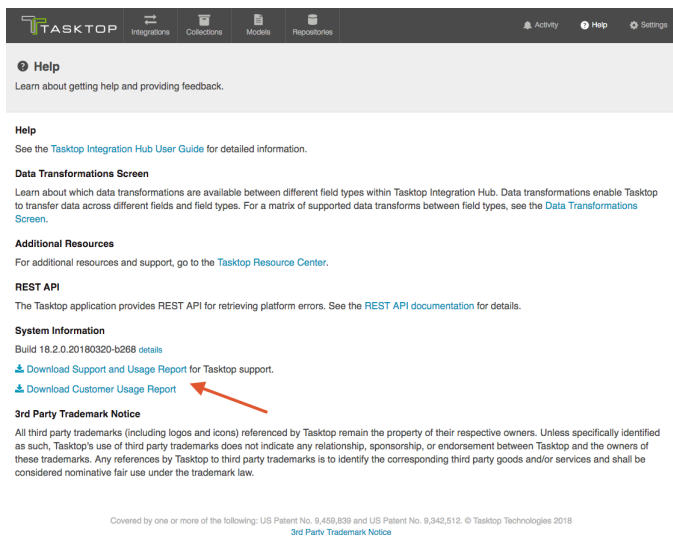 TASKTOP
Integrations
Collections
Models
Repositories
Activity
Help
Settings
Help
Learn about getting help and providing feedback.
Help
See the Tasktop Integration Hub User Guide for detailed information.
Data Transformations Screen
Learn about which data transformations are available between different field types within Tasktop Integration Hub. Data transformations enable Tasktop
to transfer data across different fields and field types. For a matrix of supported data transforms between field types, see the Data Transformations
Screen.
Additional Resources
For additional resources and support, go to the Tasktop Resource Center.
REST API
The Tasktop application provides REST API for retrieving platform errors. See the REST API documentation for details.
System Information
Build 18.2.0.20180320-b268 details
Download Support and Usage Report for Tasktop support.
Download Customer Usage Report
3rd Party Trademark Notice
All third party trademarks (including logos and icons) referenced by Tasktop remain the property of their respective owners. Unless specifically identified
as such, Tasktop's use of third party trademarks does not indicate any relationship, sponsorship, or endorsement between Tasktop and the owners of
these trademarks. Any references by Tasktop to third party trademarks is to identify the corresponding third party goods and/or services and shall be
considered nominative fair use under the trademark law.
Covered by one or more of the following: US Patent No. 9,459,839 and US Patent No. 9,342,512. © Tasktop Technologies 2018
3rd Party Trademark Notice